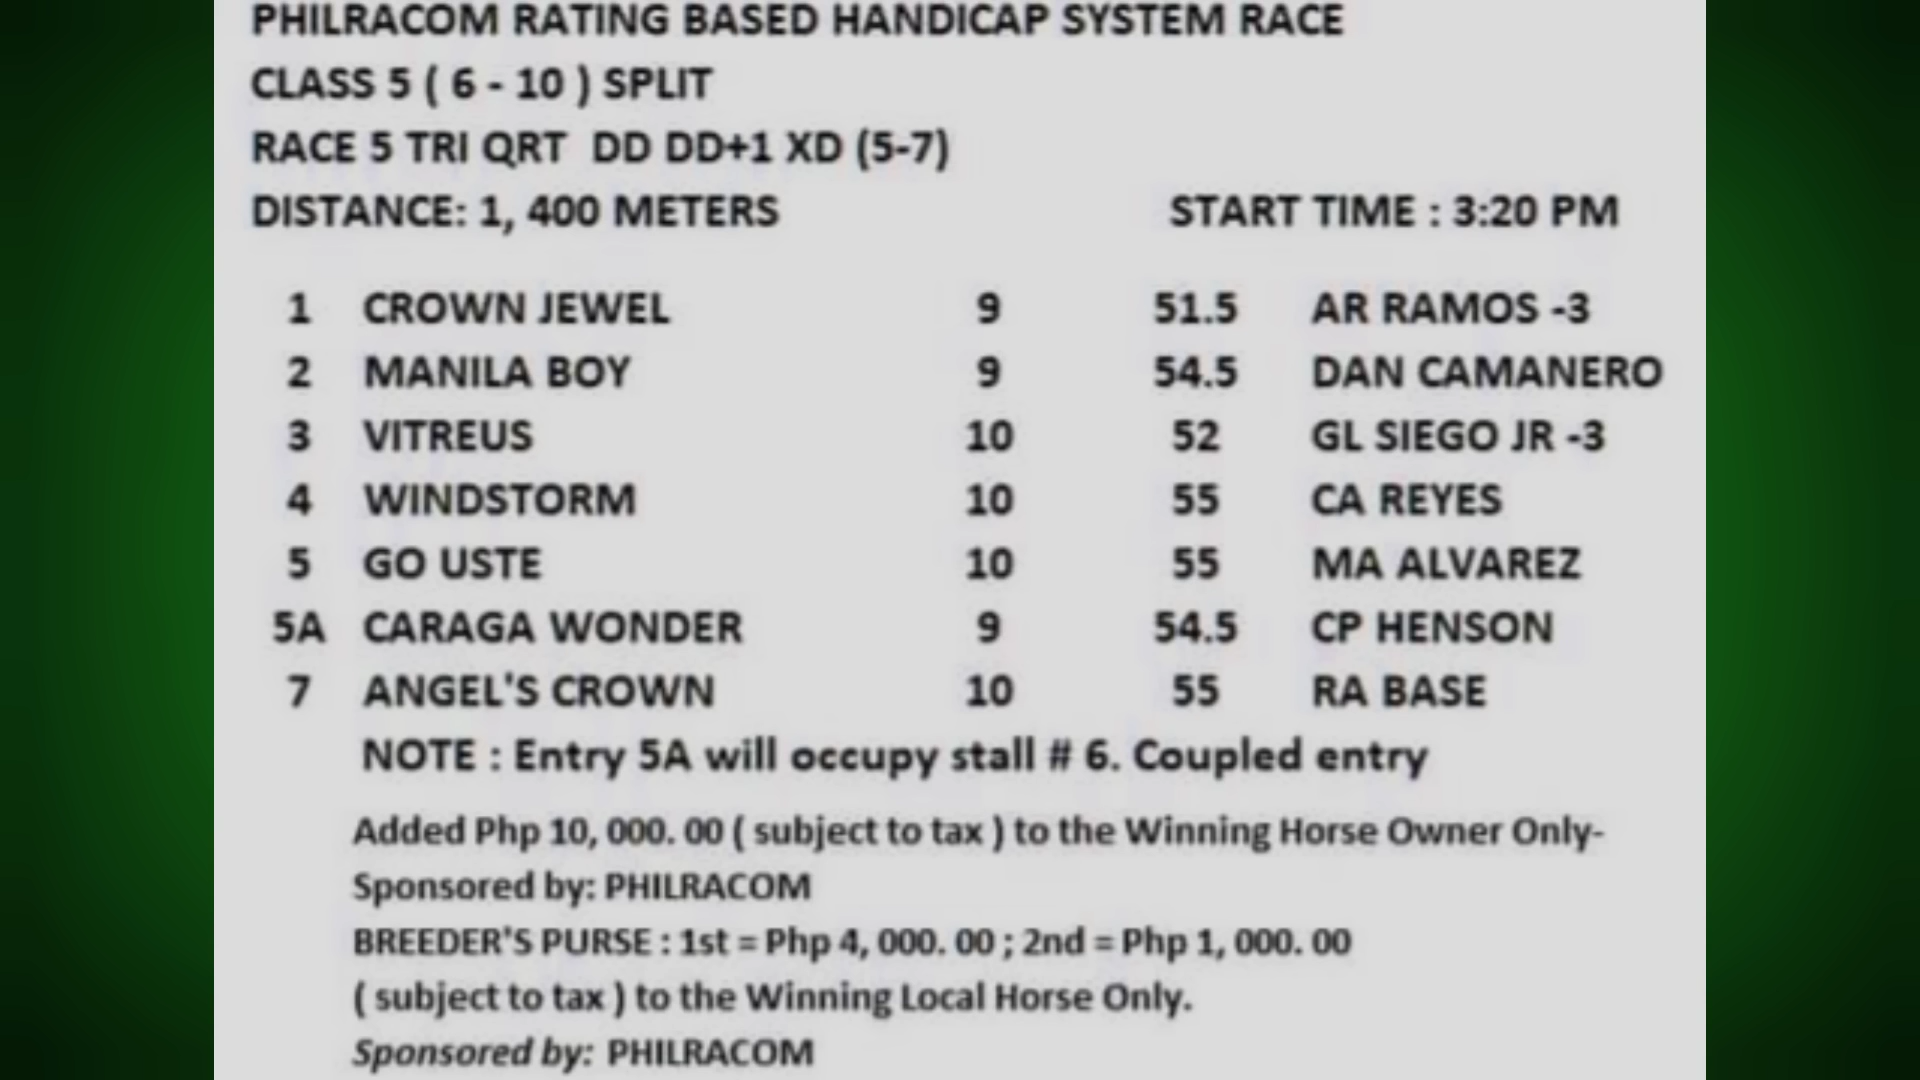 PHILRACOM RATING BASED HANDICAP SYSTEM RACE
CLASS 5 ( 6 - 10 ) SPLIT
RACE 5 TRI QRT DD DD+1 XD (5-7)
DISTANCE: 1, 400 METERS START TIME : 3:20 PM
1 CROWN JEWEL 9 51.5 AR RAMOS -3
2 MANILA BOY 9 54.5 DAN CAMANERO
3 VITREUS 10 52 GL SIEGO JR -3
4 WINDSTORM 10 55 CA REYES
5 GO USTE 10 55 MA ALVAREZ
5A CARAGA WONDER 9 54.5 CP HENSON
7 ANGEL'S CROWN 10 55 RA BASE
NOTE : Entry 5A will occupy stall # 6. Coupled entry
Added Php 10, 000. 00 ( subject to tax ) to the Winning Horse Owner Only-
Sponsored by: PHILRACOM
BREEDER'S PURSE : 1st = Php 4, 000. 00 ; 2nd = Php 1, 000. 00
( subject to tax ) to the Winning Local Horse Only.
Sponsored by: PHILRACOM